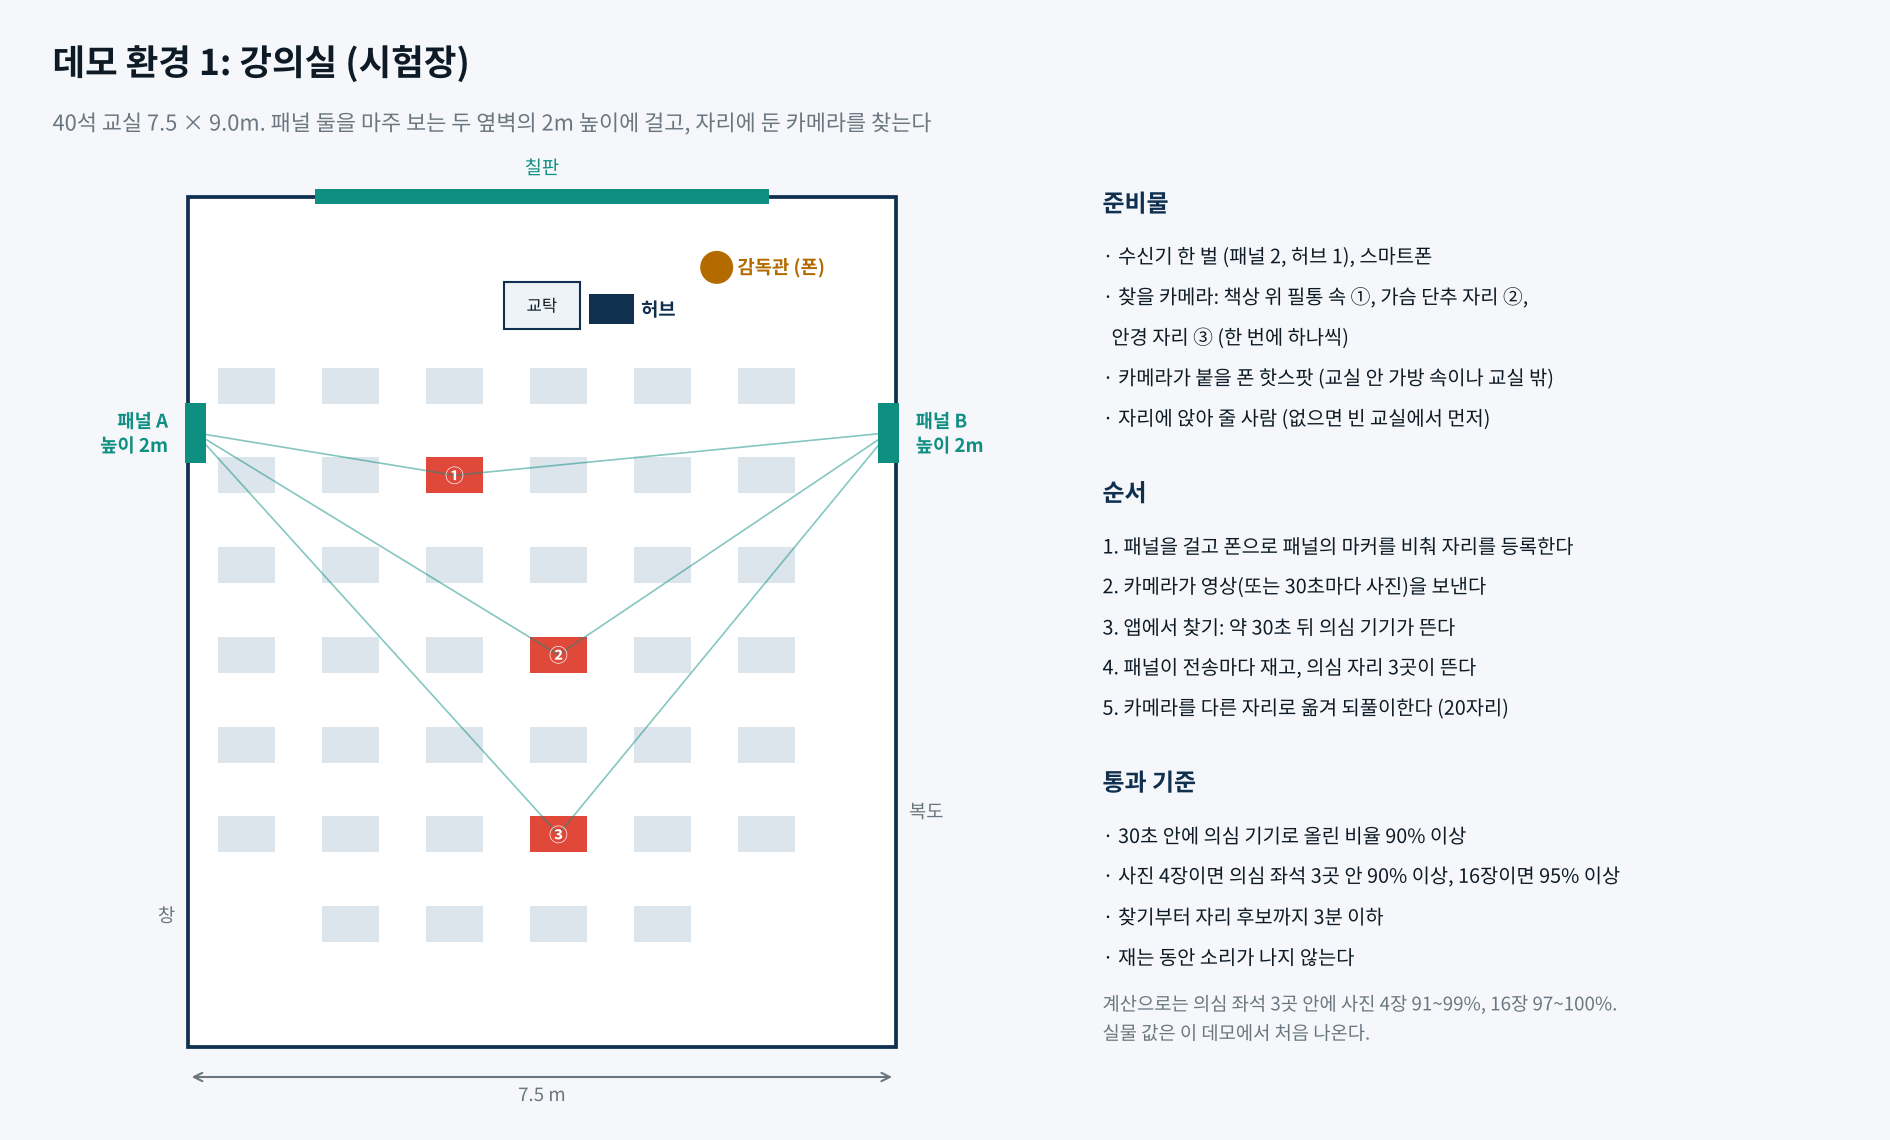 데모 환경 1: 강의실 (시험장)
40석 교실 7.5 × 9.0m. 패널 둘을 마주 보는 두 옆벽의 2m 높이에 걸고, 자리에 둔 카메라를 찾는다
칠판
감독관 (폰)
교탁
허브
패널 A
높이 2m
패널 B
높이 2m
①
②
③
복도
창
7.5 m
준비물
· 수신기 한 벌 (패널 2, 허브 1), 스마트폰
· 찾을 카메라: 책상 위 필통 속 ①, 가슴 단추 자리 ②,
안경 자리 ③ (한 번에 하나씩)
· 카메라가 붙을 폰 핫스팟 (교실 안 가방 속이나 교실 밖)
· 자리에 앉아 줄 사람 (없으면 빈 교실에서 먼저)
순서
1. 패널을 걸고 폰으로 패널의 마커를 비춰 자리를 등록한다
2. 카메라가 영상(또는 30초마다 사진)을 보낸다
3. 앱에서 찾기: 약 30초 뒤 의심 기기가 뜬다
4. 패널이 전송마다 재고, 의심 자리 3곳이 뜬다
5. 카메라를 다른 자리로 옮겨 되풀이한다 (20자리)
통과 기준
· 30초 안에 의심 기기로 올린 비율 90% 이상
· 사진 4장이면 의심 좌석 3곳 안 90% 이상, 16장이면 95% 이상
· 찾기부터 자리 후보까지 3분 이하
· 재는 동안 소리가 나지 않는다
계산으로는 의심 좌석 3곳 안에 사진 4장 91~99%, 16장 97~100%.
실물 값은 이 데모에서 처음 나온다.